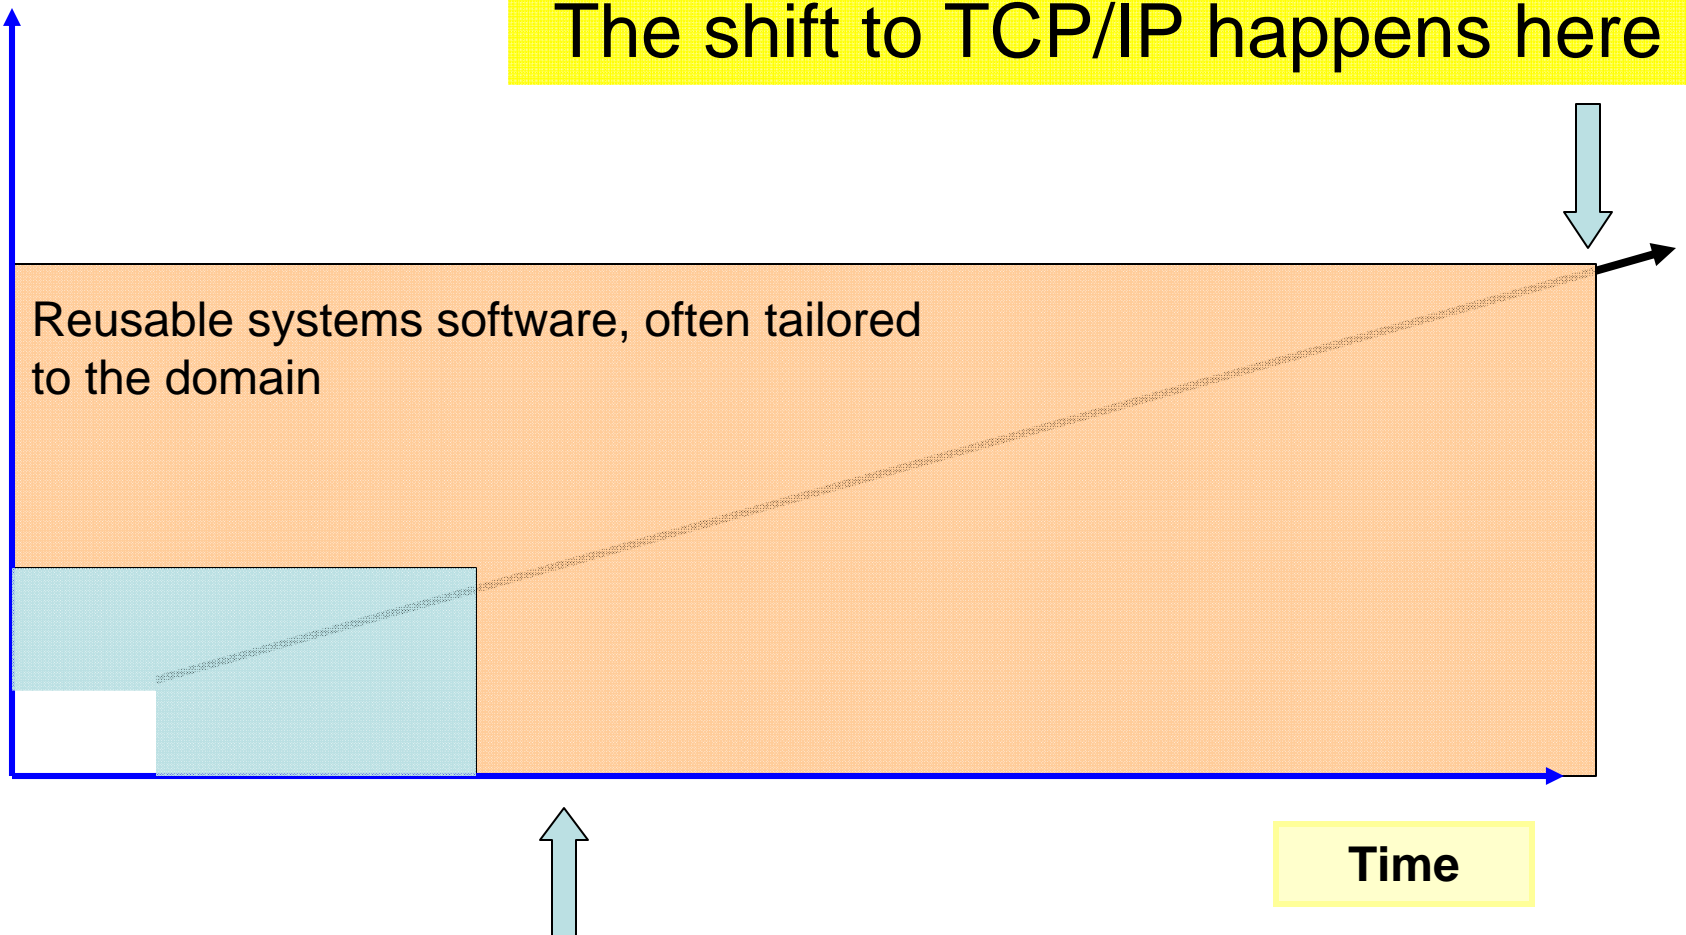 The shift to TCP/IP happens here
Reusable systems software, often tailored
to the domain
Time